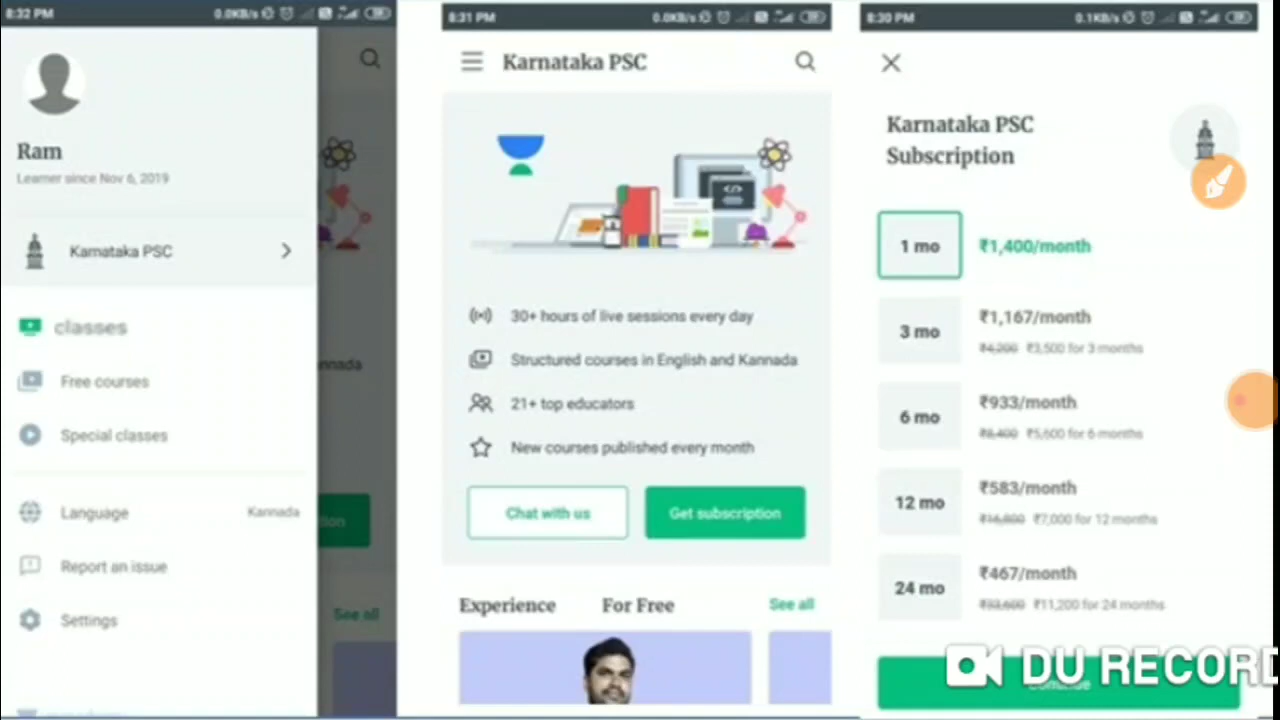 8:32 PM
0.0KB/s
Ram
Learner since Nov 6, 2019
Karnataka PSC
classes
Free courses
Special classes
Language
Kannada
Report an issue
Settings
nnada
See all
8:31 PM
0.0KB/s
Karnataka PSC
30+ hours of live sessions every day
Structured courses in English and Kannada
21+ top educators
New courses published every month
Chat with us
Get subscription
Experience For Free
See all
8:30 PM
0.1KB/s
Karnataka PSC
Subscription
1 mo
₹1,400/month
3 mo
₹1,167/month
₹4,200 ₹3,500 for 3 months
6 mo
₹933/month
₹8,400 ₹5,600 for 6 months
12 mo
₹583/month
₹16,800 ₹7,000 for 12 months
24 mo
₹467/month
₹33,600 ₹11,200 for 24 months
Continue
DU RECORD